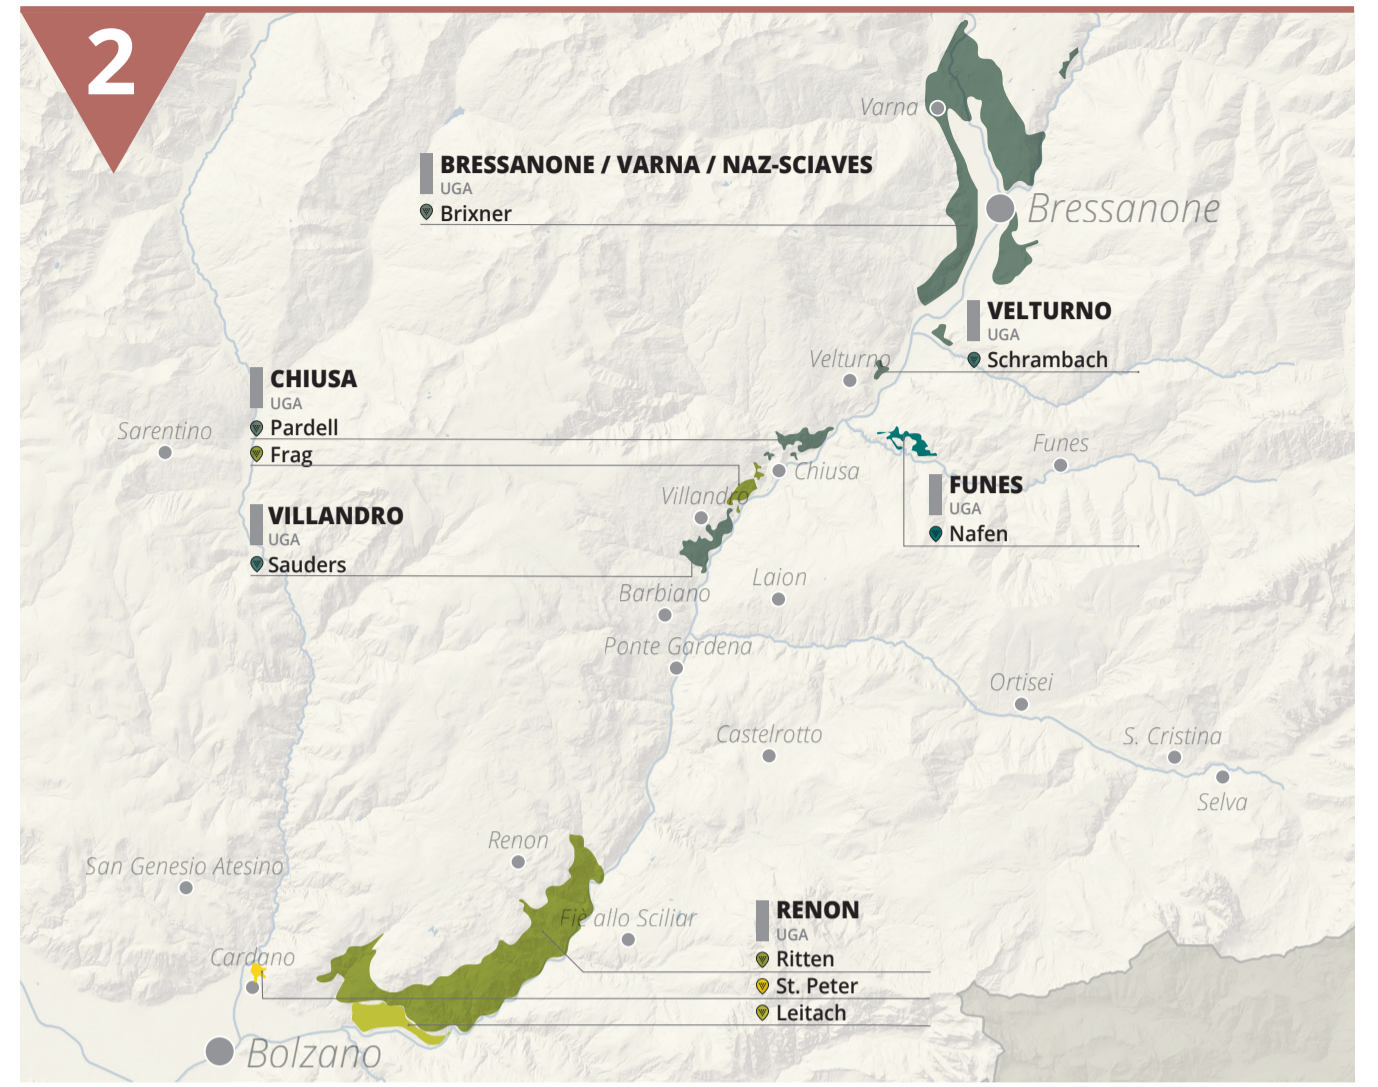 2
Varna
BRESSANONE / VARNA / NAZ-SCIAVES
UGA
Brixner
Bressanone
VELTURNO
UGA
Schrambach
Velturno
CHIUSA
UGA
Pardell
Frag
Sarentino
Funes
Chiusa
FUNES
UGA
Nafen
Villandro
VILLANDRO
UGA
Sauders
Laion
Barbiano
Ponte Gardena
Ortisei
Castelrotto
S. Cristina
Selva
Renon
San Genesio Atesino
Fiè allo Sciliar
RENON
UGA
Ritten
St. Peter
Leitach
Cardano
Bolzano